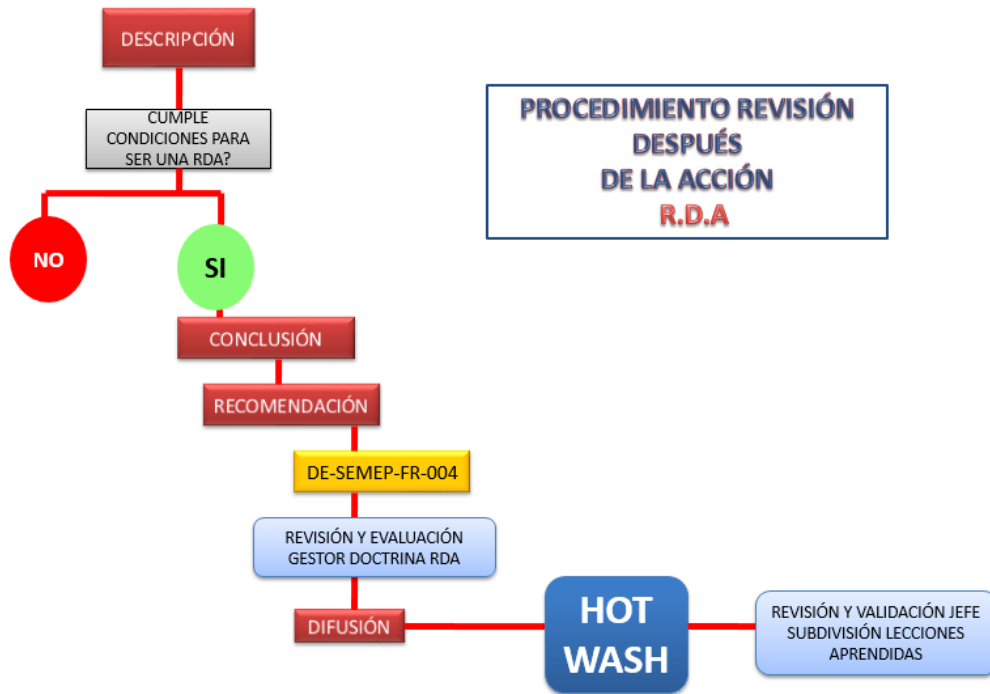 DESCRIPCIÓN
CUMPLE
CONDICIONES PARA
SER UNA RDA?
PROCEDIMIENTO REVISIÓN
DESPUÉS
DE LA ACCIÓN
R.D.A
NO
SI
CONCLUSIÓN
RECOMENDACIÓN
DE-SEMEP-FR-004
REVISIÓN Y EVALUACIÓN
GESTOR DOCTRINA RDA
DIFUSIÓN
HOT
WASH
REVISIÓN Y VALIDACIÓN JEFE
SUBDIVISIÓN LECCIONES
APRENDIDAS